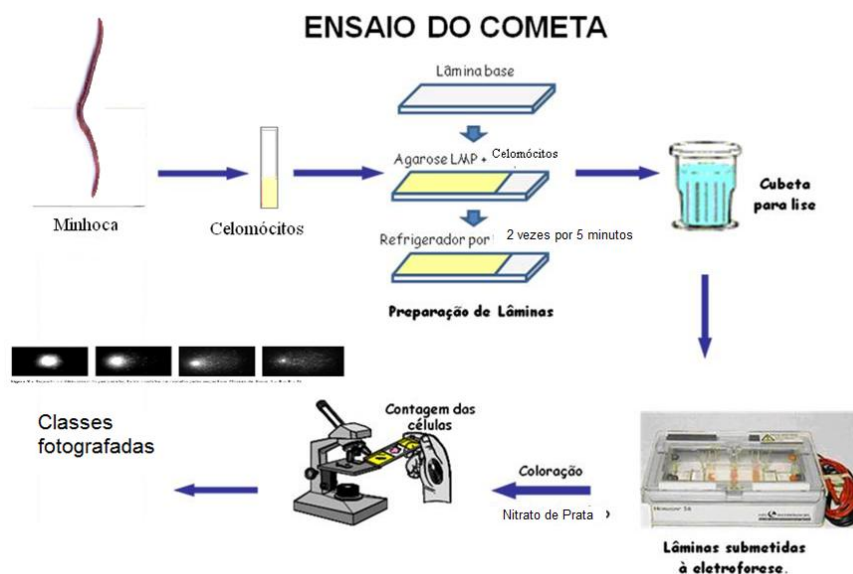 ENSAIO DO COMETA
Lâmina base
Agarose LMP + Celomócitos
Minhoca
Celomócitos
Refrigerador por 2 vezes por 5 minutos
Preparação de Lâminas
Cubeta
para lise
Classes
fotografadas
Contagem das
células
Coloração
Nitrato de Prata
Lâminas submetidas
à eletroforese.